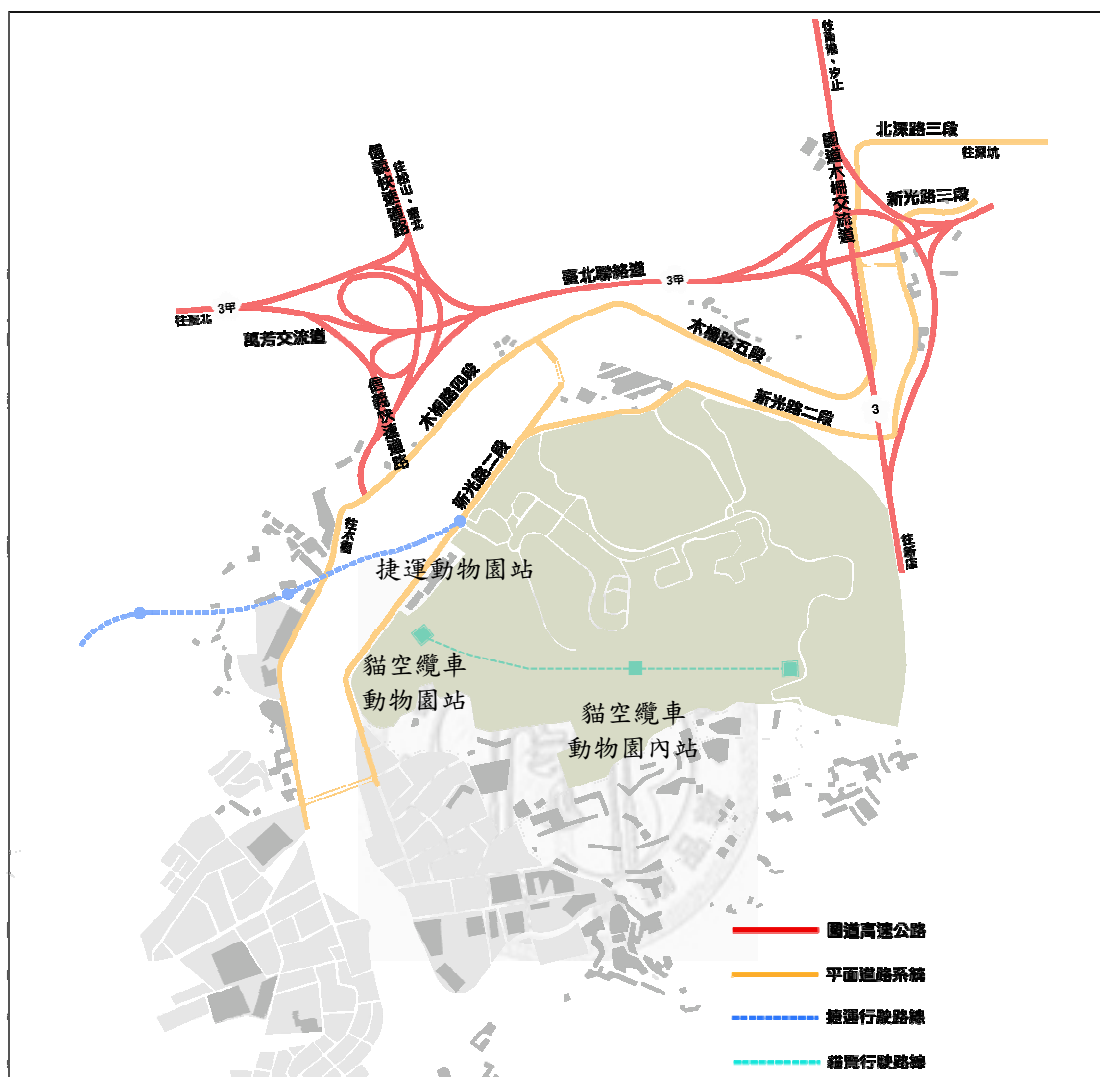 往南港・汐止
北深路三段
往深坑
國道木柵交流道
新光路三段
信義快速道路
往松山・臺北
臺北聯絡道
3甲
3甲
往臺北
萬芳交流道
木柵路五段
木柵路四段
信義快速道路
新光路二段
3
新光路二段
往木柵
往新店
捷運動物園站
貓空纜車
動物園站
貓空纜車
動物園內站
國道高速公路
平面道路系統
捷運行駛路線
貓纜行駛路線